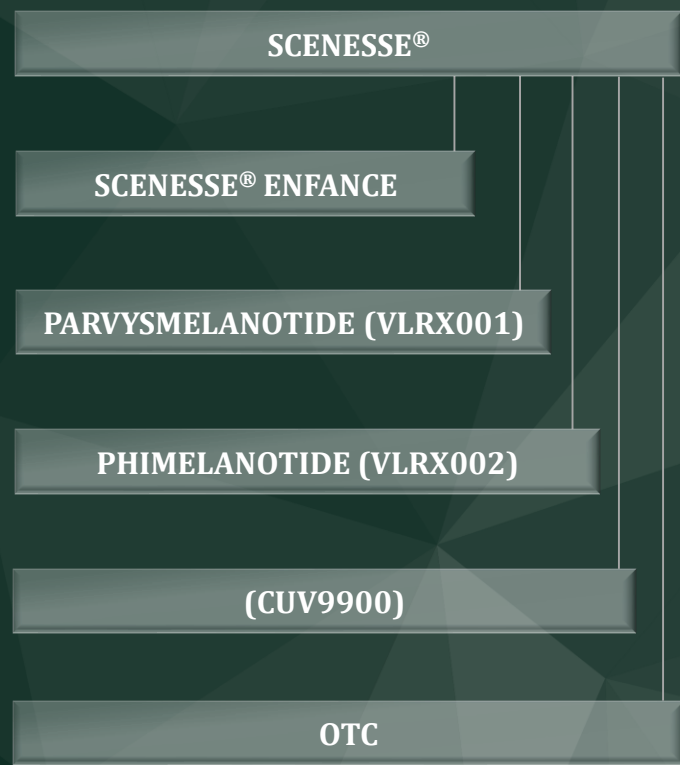 SCENESSE®
SCENESSE® ENFANCE
PARVYSMELANOTIDE (VLRX001)
PHIMELANOTIDE (VLRX002)
(CUV9900)
OTC